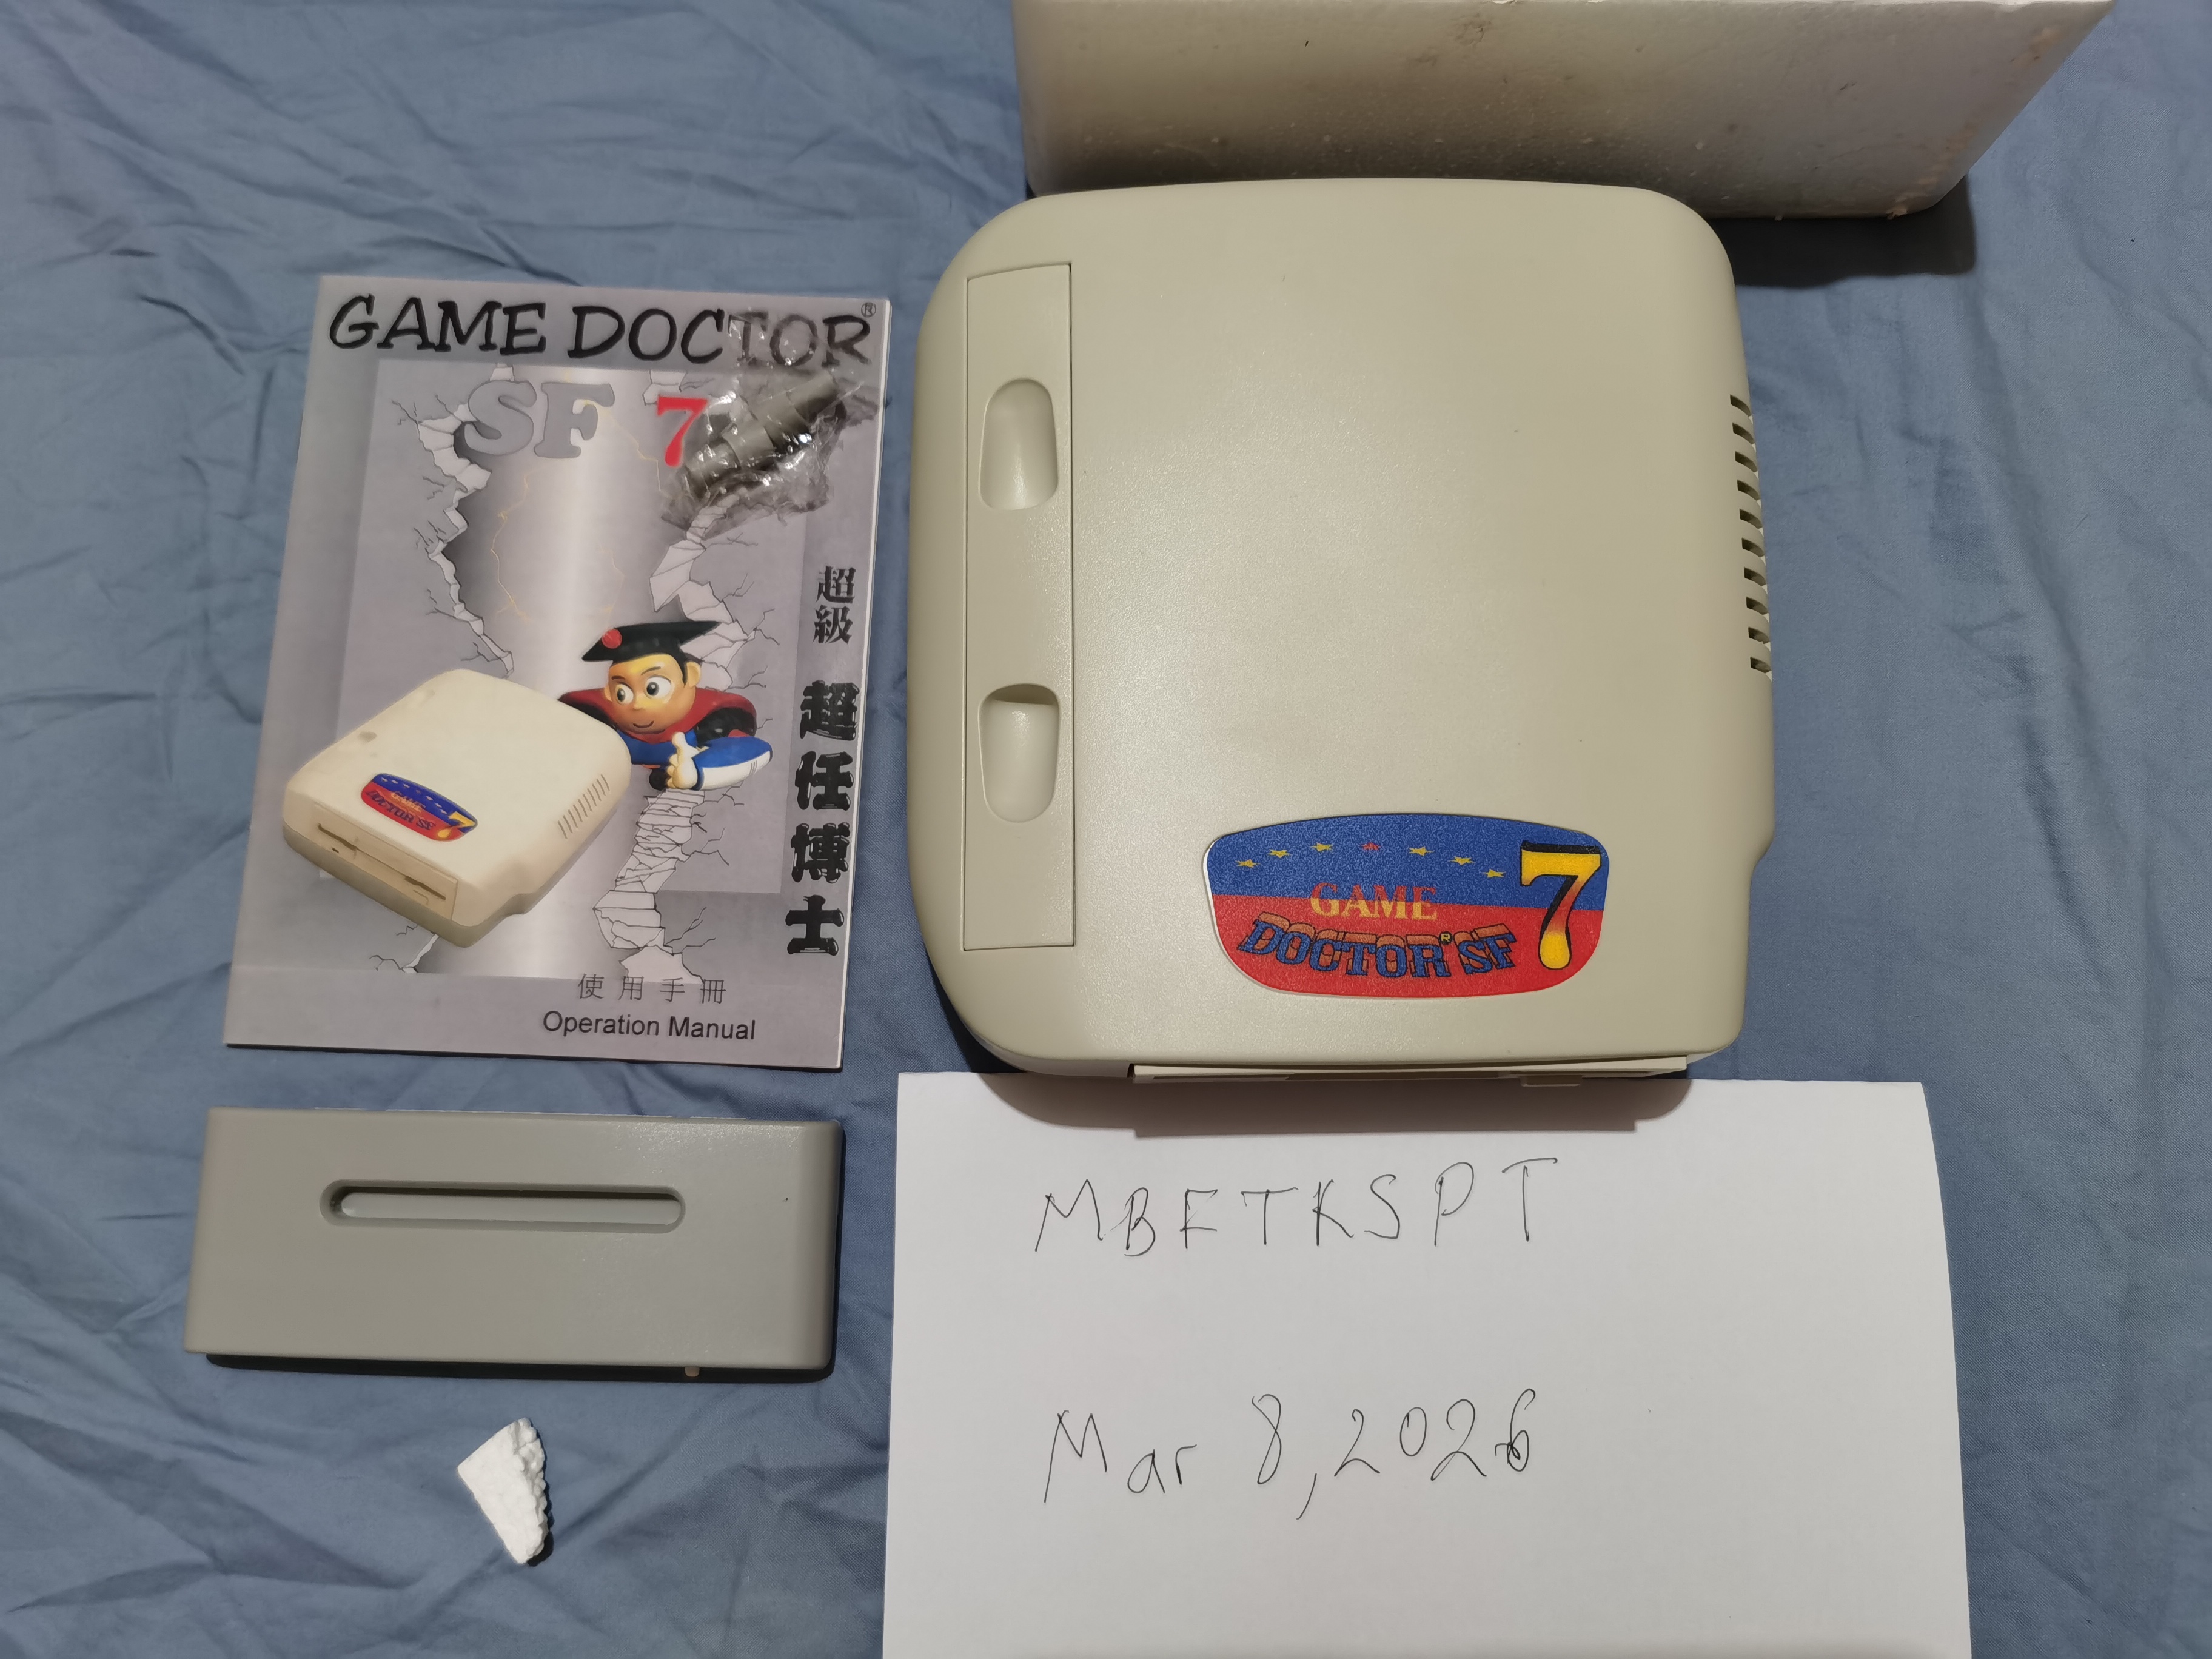 GAME DOCTOR®
SF 7
超級
超任博士
GAME
DOCTOR SF 7
使用手冊
Operation Manual
GAME
DOCTOR® SF 7
MBFTKSPT
Mar 8, 2026